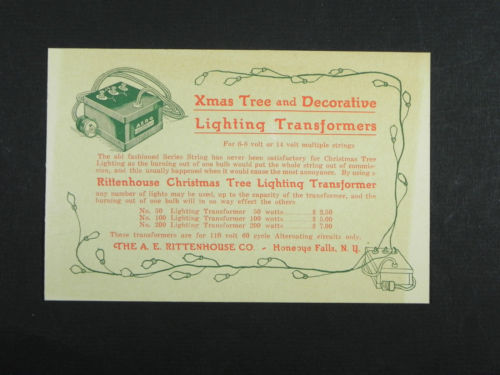 Xmas Tree and Decorative
Lighting Transformers
For 6-8 volt or 14 volt multiple strings
The old fashioned Series String has never been satisfactory for Christmas Tree
Lighting as the burning out of one bulb would put the whole string out of commis-
sion, and this usually happened when it would cause the most annoyance. By using a
Rittenhouse Christmas Tree Lighting Transformer
any number of lights may be used, up to the capacity of the transformer, and the
burning out of one bulb will in no way effect the others
No. 50 Lighting Transformer 50 watts ........ $ 2.50
No. 100 Lighting Transformer 100 watts ........ $ 5.00
No. 200 Lighting Transformer 200 watts ........ $ 7.00
These transformers are for 110 volt 60 cycle Alternating circuits only.
THE A. E. RITTENHOUSE CO. - Honeoye Falls, N. Y.